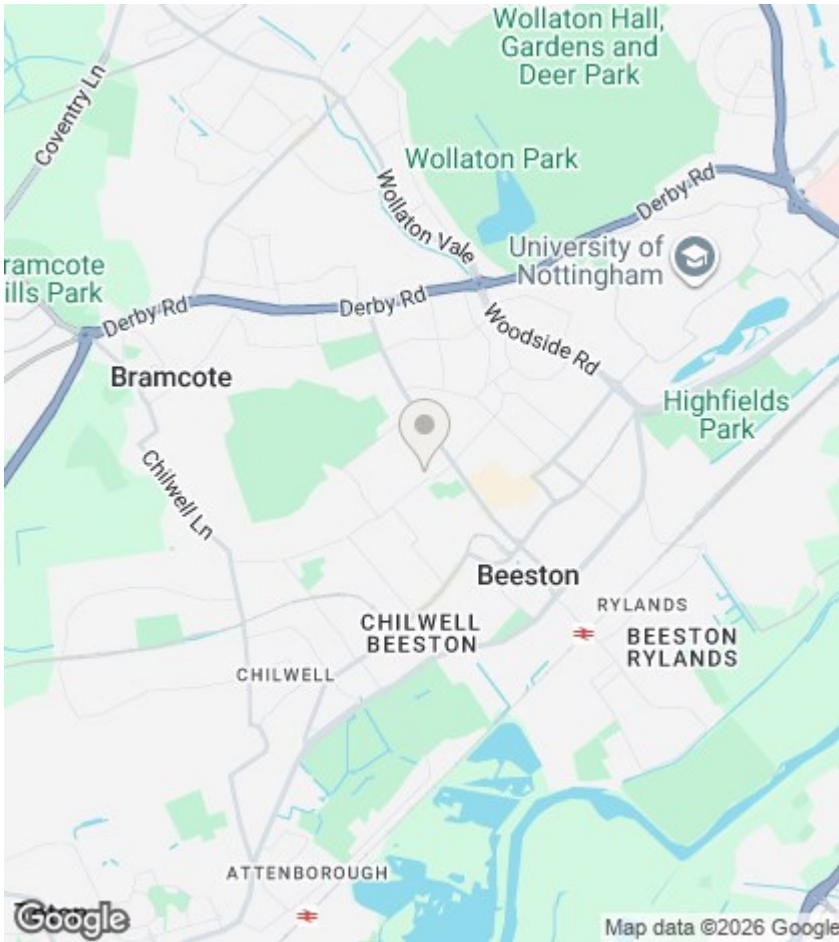 Wollaton Hall,
Gardens and
Deer Park
Coventry Ln
Wollaton Park
Wollaton Vale
Derby Rd
University of
Nottingham
ramcote
ills Park
Derby Rd
Derby Rd
Woodside Rd
Bramcote
Highfields
Park
Chilwell Ln
Beeston
RYLANDS
CHILWELL
BEESTON
BEESTON
RYLANDS
CHILWELL
ATTENBOROUGH
Google
Map data ©2026 Google